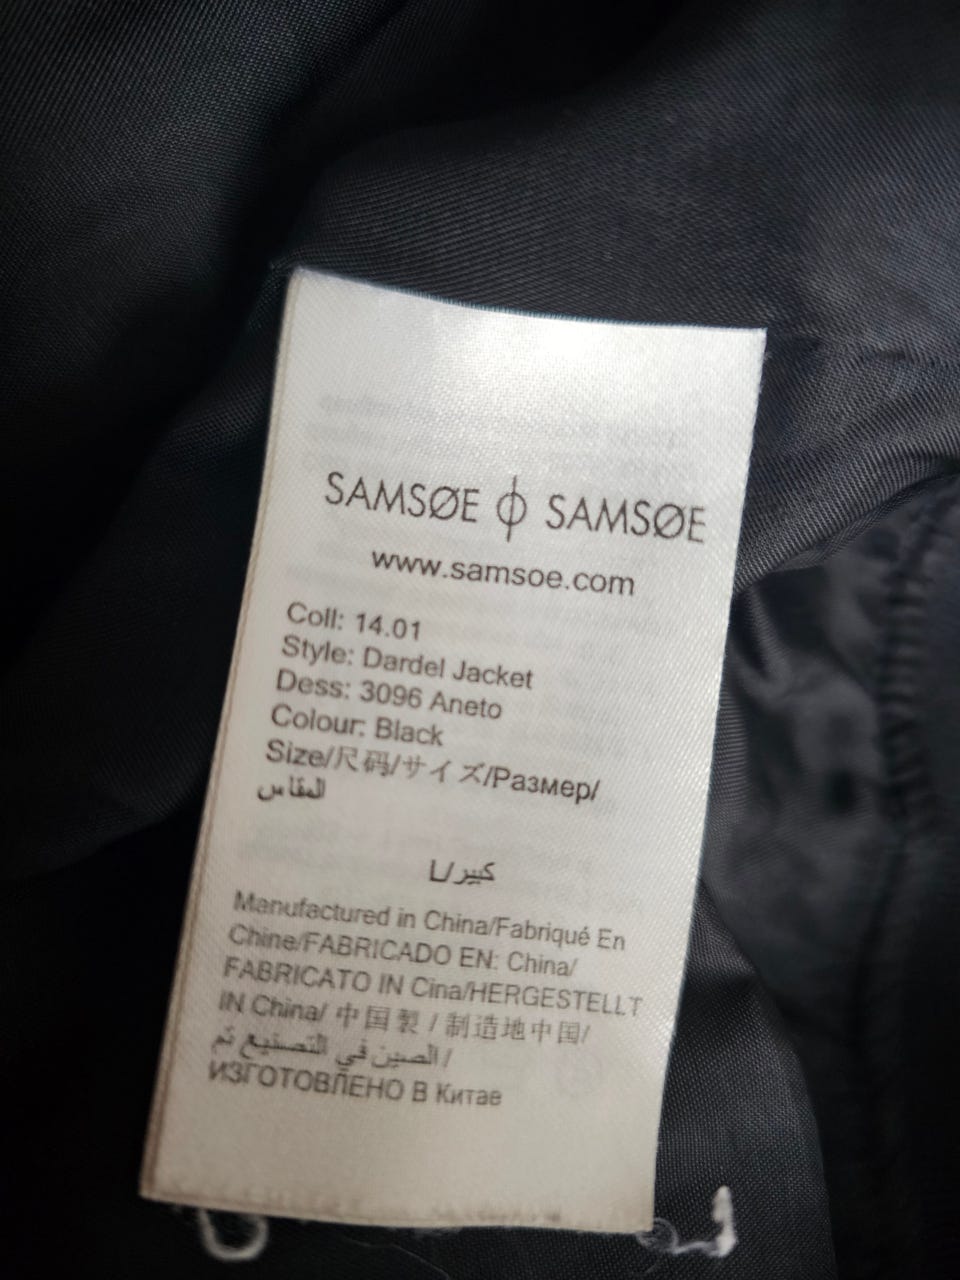 SAMSØE ϕ SAMSØE
www.samsoe.com
Coll: 14.01
Style: Dardel Jacket
Dess: 3096 Aneto
Colour: Black
Size/尺码/サイズ/Размер/
المقاس
L/كبير
Manufactured in China/Fabriqué En
Chine/FABRICADO EN: China/
FABRICATO IN Cina/HERGESTELLT
IN China/ 中国製 / 制造地中国/
الصين في التصنيع تم/
ИЗГОТОВЛЕНО В Китае